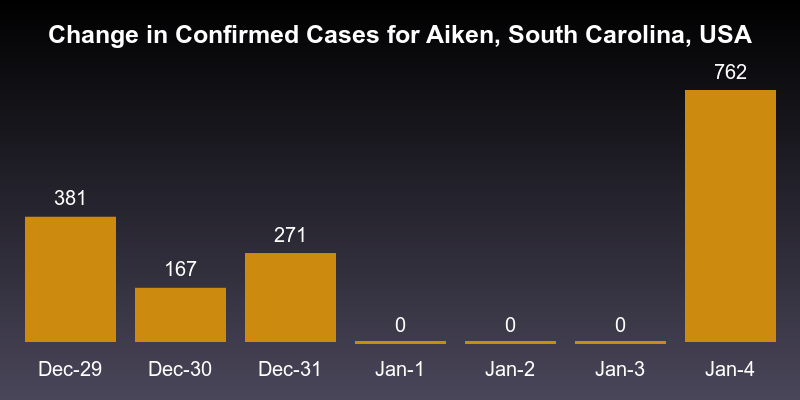 Change in Confirmed Cases for Aiken, South Carolina, USA
762
381
271
167
0 0 0
Dec-29 Dec-30 Dec-31 Jan-1 Jan-2 Jan-3 Jan-4